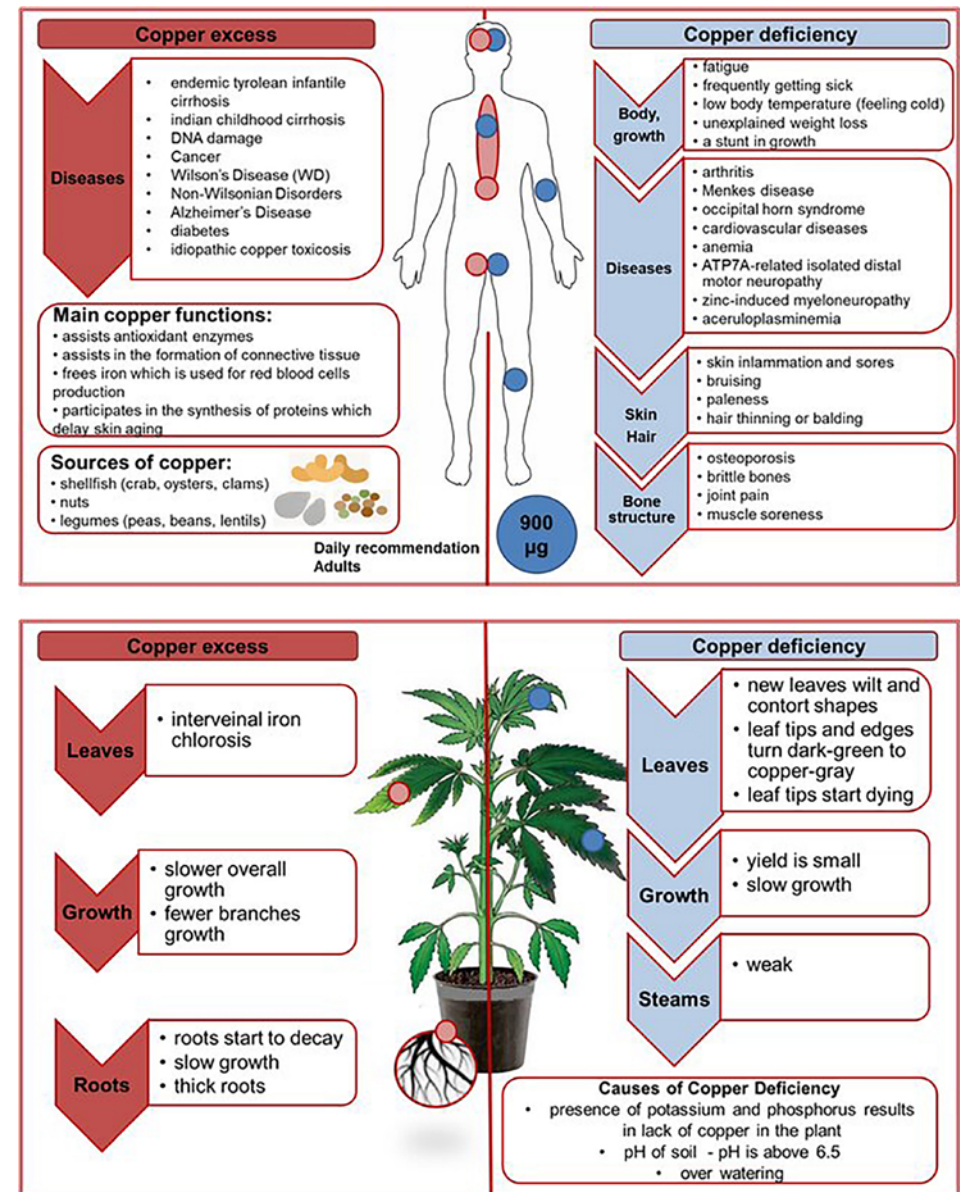 Copper excess
Diseases
• endemic tyrolean infantile
cirrhosis
• indian childhood cirrhosis
• DNA damage
• Cancer
• Wilson's Disease (WD)
• Non-Wilsonian Disorders
• Alzheimer's Disease
• diabetes
• idiopathic copper toxicosis
Main copper functions:
• assists antioxidant enzymes
• assists in the formation of connective tissue
• frees iron which is used for red blood cells
production
• participates in the synthesis of proteins which
delay skin aging
Sources of copper:
• shellfish (crab, oysters, clams)
• nuts
• legumes (peas, beans, lentils)
Daily recommendation
Adults
900
µg
Copper deficiency
Body,
growth
• fatigue
• frequently getting sick
• low body temperature (feeling cold)
• unexplained weight loss
• a stunt in growth
Diseases
• arthritis
• Menkes disease
• occipital horn syndrome
• cardiovascular diseases
• anemia
• ATP7A-related isolated distal
motor neuropathy
• zinc-induced myeloneuropathy
• aceruloplasminemia
Skin
Hair
• skin inlammation and sores
• bruising
• paleness
• hair thinning or balding
Bone
structure
• osteoporosis
• brittle bones
• joint pain
• muscle soreness
Copper excess
Leaves
• interveinal iron
chlorosis
Growth
• slower overall
growth
• fewer branches
growth
Roots
• roots start to decay
• slow growth
• thick roots
Copper deficiency
Leaves
• new leaves wilt and
contort shapes
• leaf tips and edges
turn dark-green to
copper-gray
• leaf tips start dying
Growth
• yield is small
• slow growth
Steams
• weak
Causes of Copper Deficiency
• presence of potassium and phosphorus results
in lack of copper in the plant
• pH of soil - pH is above 6.5
• over watering